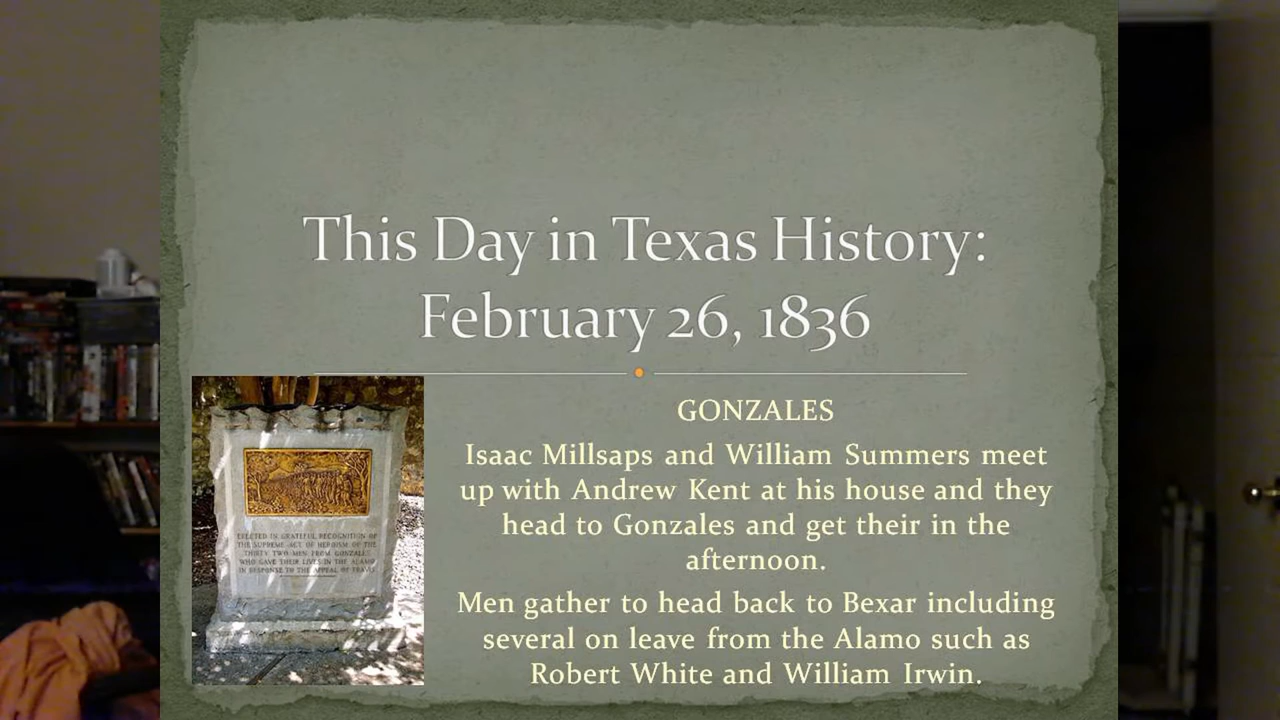 This Day in Texas History:
February 26, 1836
GONZALES
Isaac Millsaps and William Summers meet
up with Andrew Kent at his house and they
head to Gonzales and get their in the
afternoon.
Men gather to head back to Bexar including
several on leave from the Alamo such as
Robert White and William Irwin.
ERECTED IN GRATEFUL RECOGNITION OF
THE SUPREME ACT OF HEROISM OF THE
THIRTY TWO MEN FROM GONZALES
WHO GAVE THEIR LIVES IN THE ALAMO
IN RESPONSE TO THE APPEAL OF TRAVIS